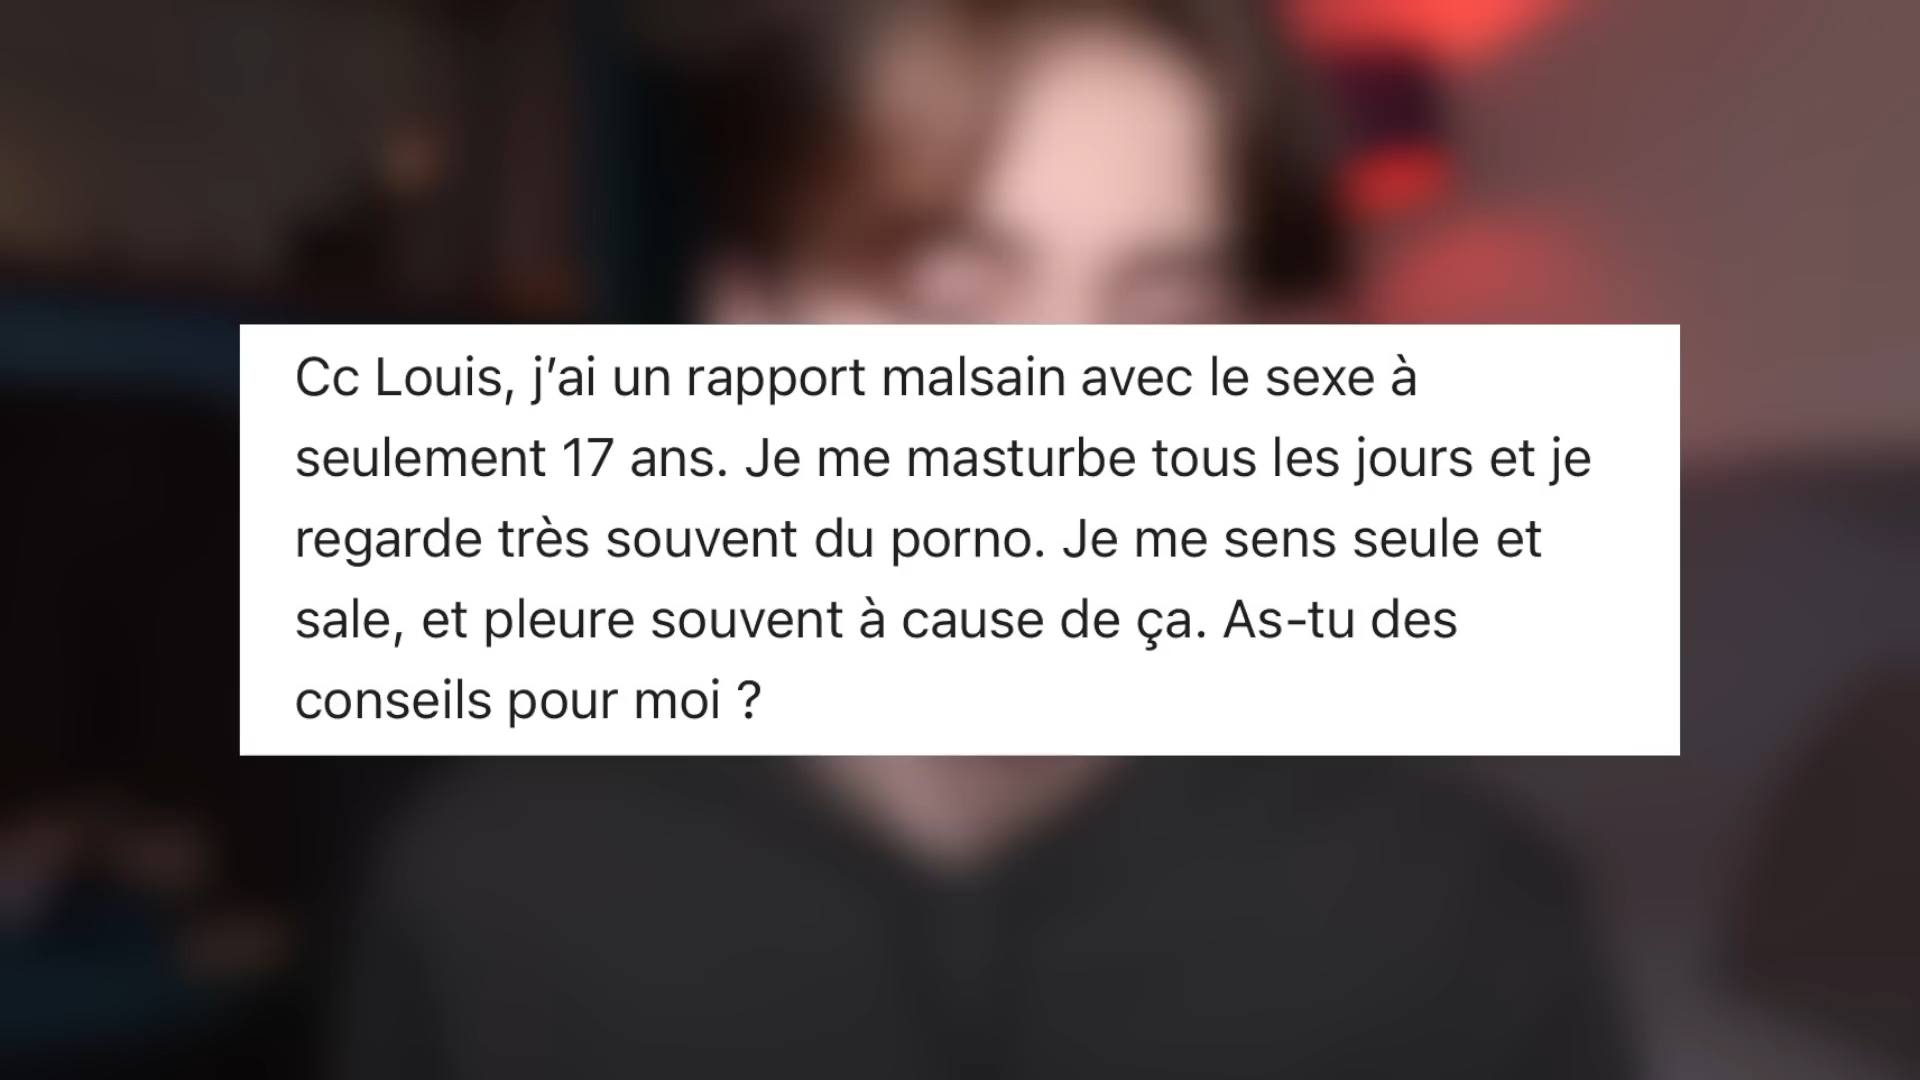 Cc Louis, j’ai un rapport malsain avec le sexe à
seulement 17 ans. Je me masturbe tous les jours et je
regarde très souvent du porno. Je me sens seule et
sale, et pleure souvent à cause de ça. As-tu des
conseils pour moi ?